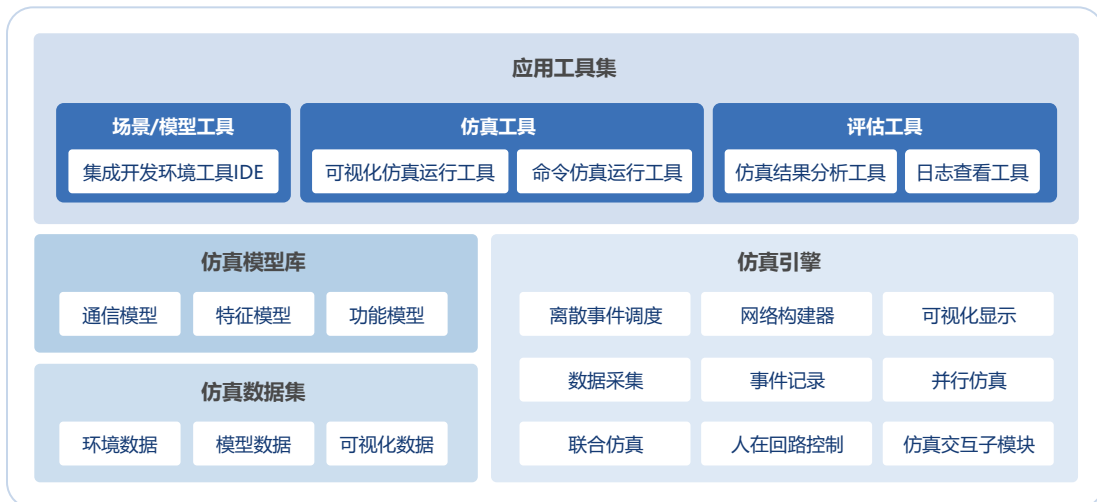 应用工具集
场景/模型工具
集成开发环境工具IDE
仿真工具
可视化仿真运行工具
命令仿真运行工具
评估工具
仿真结果分析工具
日志查看工具
仿真模型库
通信模型
特征模型
功能模型
仿真数据集
环境数据
模型数据
可视化数据
仿真引擎
离散事件调度
网络构建器
可视化显示
数据采集
事件记录
并行仿真
联合仿真
人在回路控制
仿真交互子模块